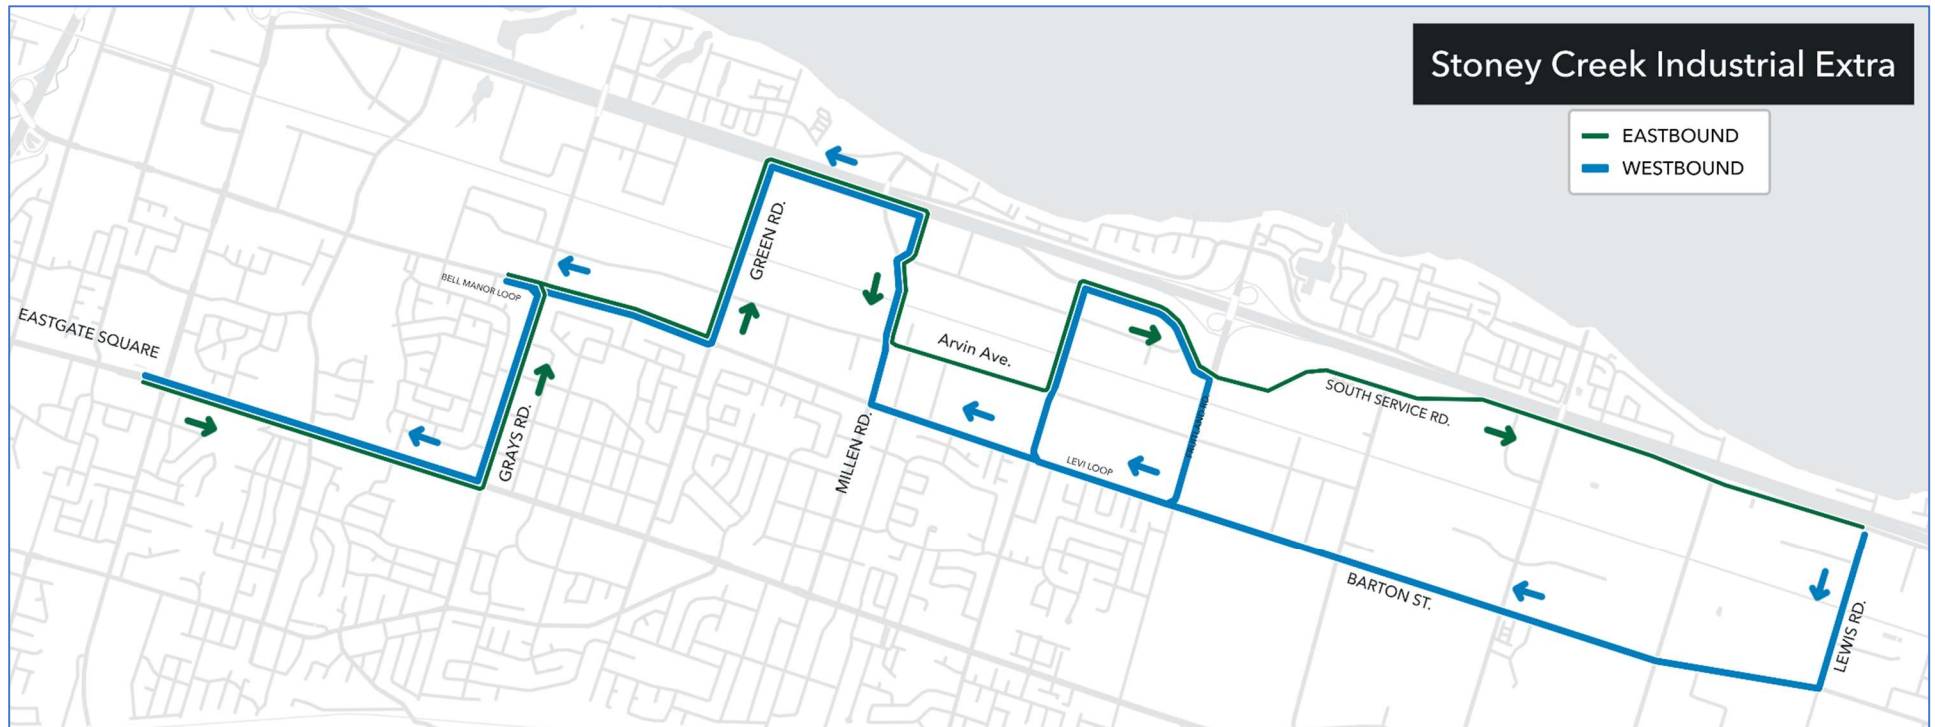 Stoney Creek Industrial Extra
EASTBOUND
WESTBOUND
GREEN RD.
BELL MANOR LOOP
EASTGATE SQUARE
Arvin Ave.
SOUTH SERVICE RD.
GRAYS RD.
MILLEN RD.
LEVI LOOP
BARTON ST.
LEWIS RD.